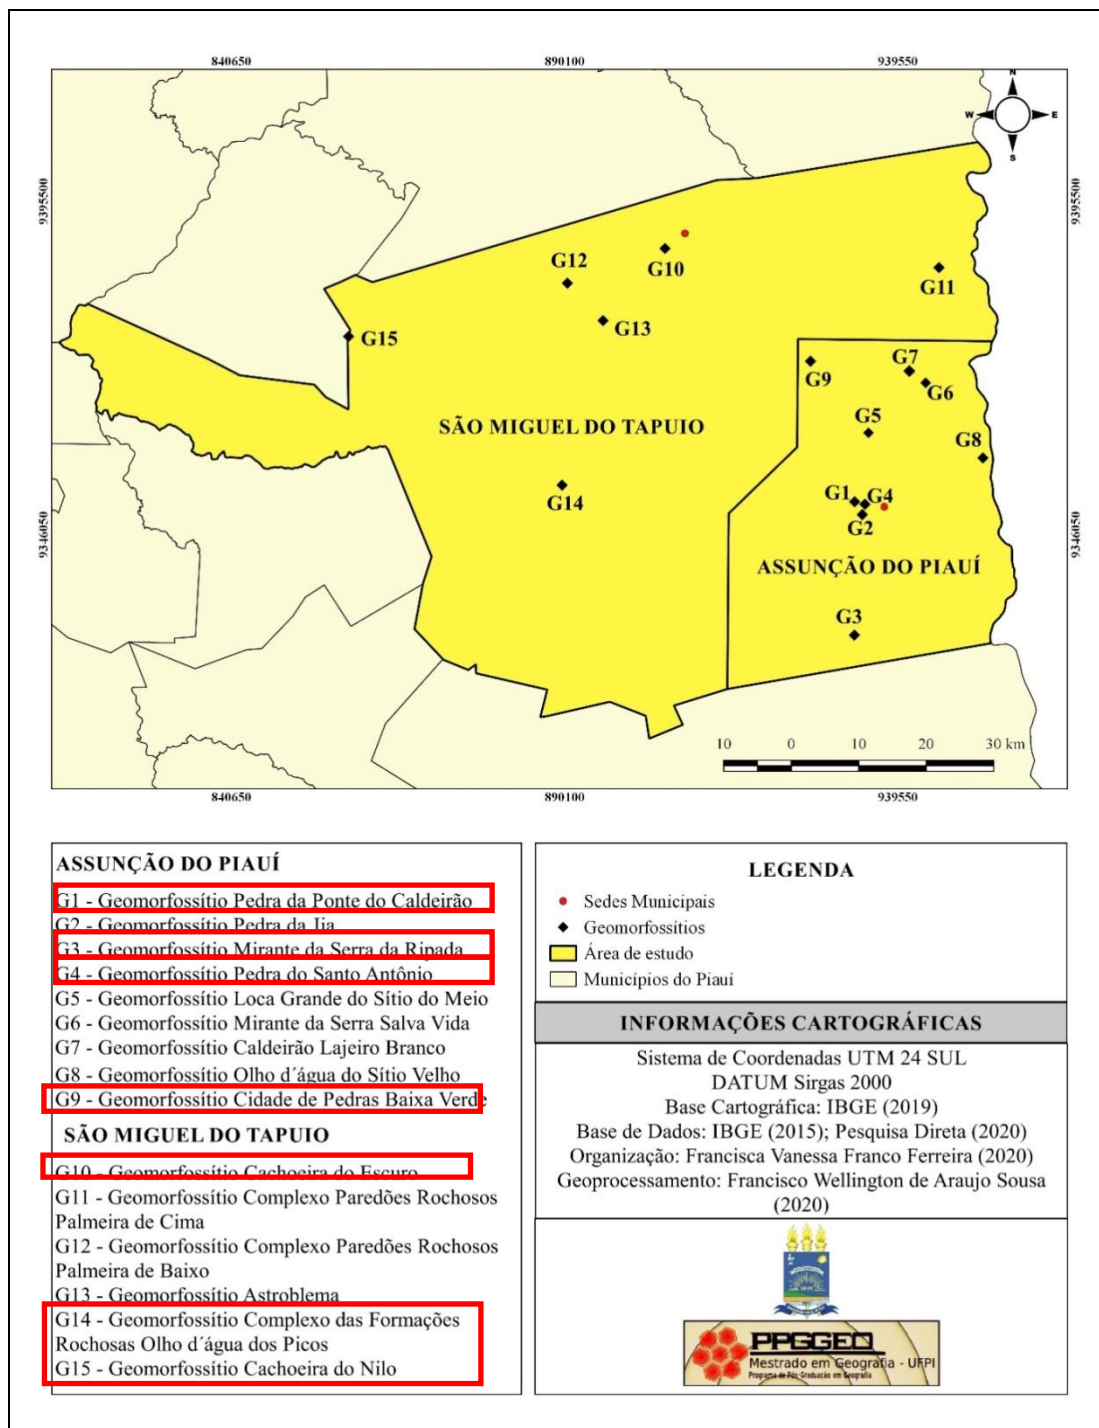 840650 890100 939550
N
W E
S
9395500 9395500
G12
G10
G11
G13
G15
G7
G9
G6
G5
SÃO MIGUEL DO TAPUIO
G8
G1 G4
G14
G2
9346050 9346050
ASSUNÇÃO DO PIAUÍ
G3
10 0 10 20 30 km
840650 890100 939550
ASSUNÇÃO DO PIAUÍ
G1 - Geomorfossítio Pedra da Ponte do Caldeirão
G2 - Geomorfossítio Pedra da Jia
G3 - Geomorfossítio Mirante da Serra da Ripada
G4 - Geomorfossítio Pedra do Santo Antônio
G5 - Geomorfossítio Loca Grande do Sítio do Meio
G6 - Geomorfossítio Mirante da Serra Salva Vida
G7 - Geomorfossítio Caldeirão Lajeiro Branco
G8 - Geomorfossítio Olho d´água do Sítio Velho
G9 - Geomorfossítio Cidade de Pedras Baixa Verde
SÃO MIGUEL DO TAPUIO
G10 - Geomorfossítio Cachoeira do Escuro
G11 - Geomorfossítio Complexo Paredões Rochosos
Palmeira de Cima
G12 - Geomorfossítio Complexo Paredões Rochosos
Palmeira de Baixo
G13 - Geomorfossítio Astroblema
G14 - Geomorfossítio Complexo das Formações
Rochosas Olho d´água dos Picos
G15 - Geomorfossítio Cachoeira do Nilo
LEGENDA
Sedes Municipais
Geomorfossítios
Área de estudo
Municípios do Piauí
INFORMAÇÕES CARTOGRÁFICAS
Sistema de Coordenadas UTM 24 SUL
DATUM Sirgas 2000
Base Cartográfica: IBGE (2019)
Base de Dados: IBGE (2015); Pesquisa Direta (2020)
Organização: Francisca Vanessa Franco Ferreira (2020)
Geoprocessamento: Francisco Wellington de Araujo Sousa
(2020)
PPGGEO
Mestrado em Geografia - UFPI
Programa de Pós-Graduação em Geografia